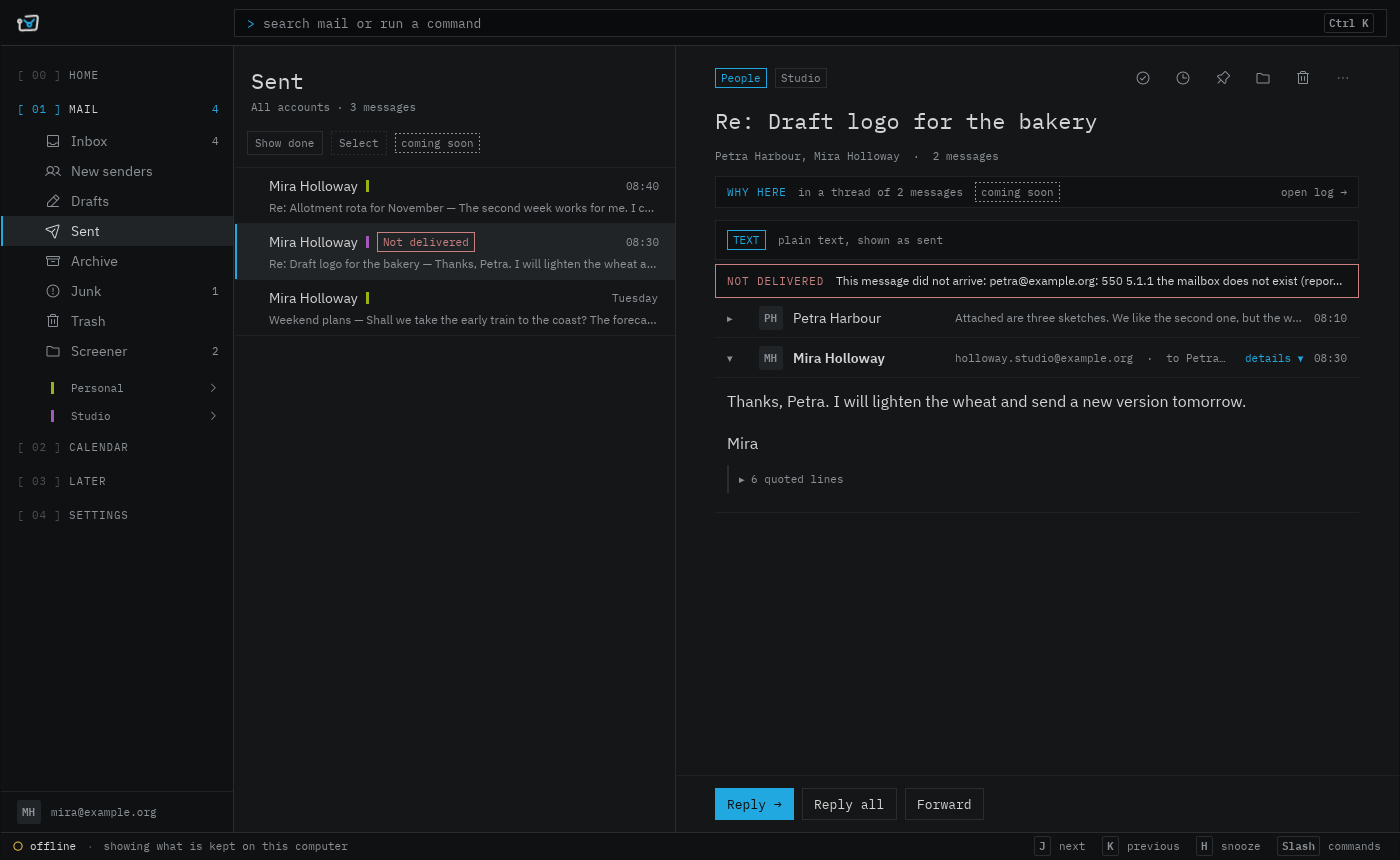 > search mail or run a command Ctrl K
[ 00 ] HOME
[ 01 ] MAIL 4
Inbox 4
New senders
Drafts
Sent
Archive
Junk 1
Trash
Screener 2
Personal
Studio
[ 02 ] CALENDAR
[ 03 ] LATER
[ 04 ] SETTINGS
MH mira@example.org
Sent
All accounts · 3 messages
Show done Select coming soon
Mira Holloway 08:40
Re: Allotment rota for November — The second week works for me. I c…
Mira Holloway Not delivered 08:30
Re: Draft logo for the bakery — Thanks, Petra. I will lighten the wheat a…
Mira Holloway Tuesday
Weekend plans — Shall we take the early train to the coast? The foreca…
People Studio
Re: Draft logo for the bakery
Petra Harbour, Mira Holloway · 2 messages
WHY HERE in a thread of 2 messages coming soon open log →
TEXT plain text, shown as sent
NOT DELIVERED This message did not arrive: petra@example.org: 550 5.1.1 the mailbox does not exist (repor…
▸ PH Petra Harbour Attached are three sketches. We like the second one, but the w… 08:10
▾ MH Mira Holloway holloway.studio@example.org · to Petra… details ▾ 08:30
Thanks, Petra. I will lighten the wheat and send a new version tomorrow.
Mira
▸ 6 quoted lines
Reply → Reply all Forward
offline · showing what is kept on this computer J next K previous H snooze Slash commands